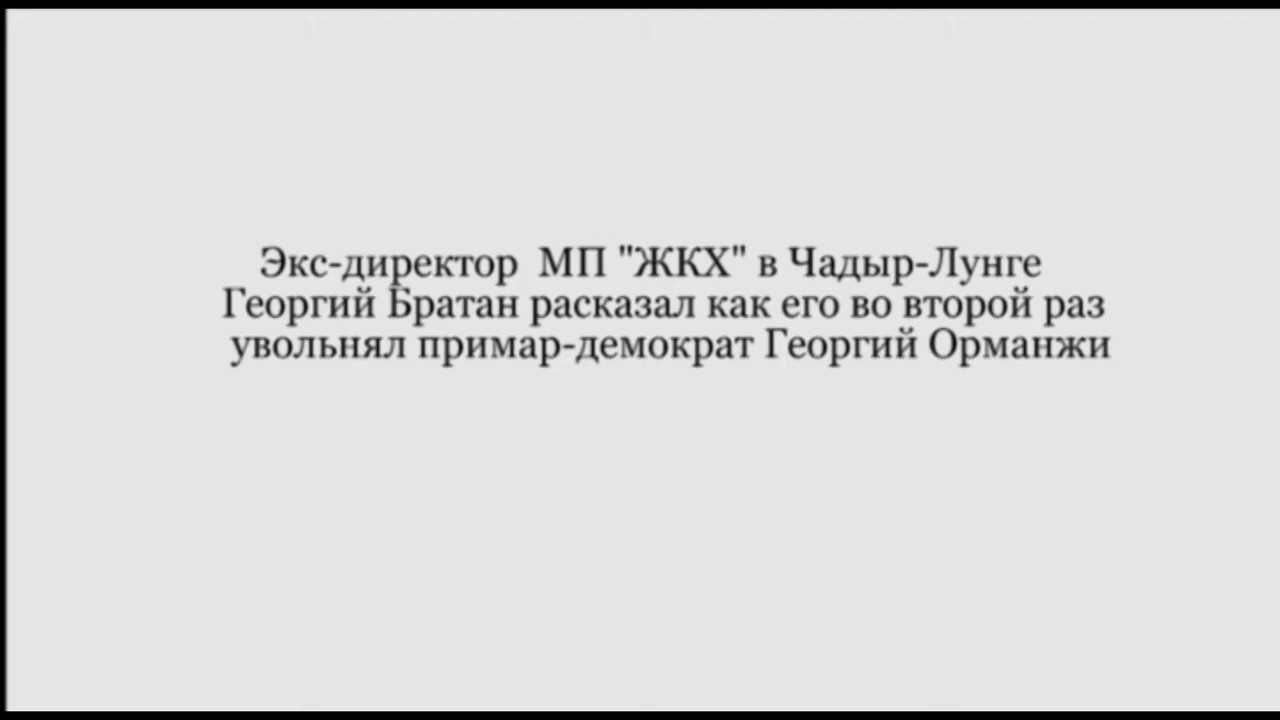 Экс-директор МП "ЖКХ" в Чадыр-Лунге
Георгий Братан расказал как его во второй раз
увольнял примар-демократ Георгий Орманжи